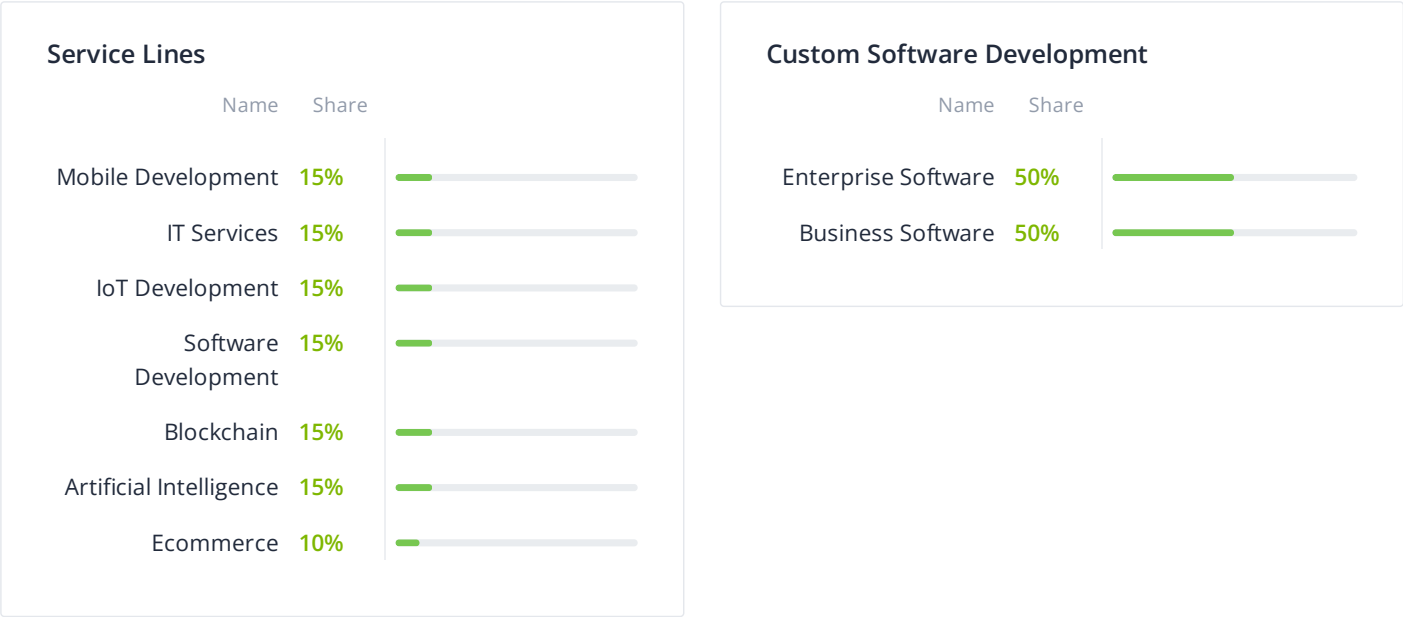 Service Lines
Name Share
Mobile Development 15%
IT Services 15%
IoT Development 15%
Software 15%
Development
Blockchain 15%
Artificial Intelligence 15%
Ecommerce 10%
Custom Software Development
Name Share
Enterprise Software 50%
Business Software 50%